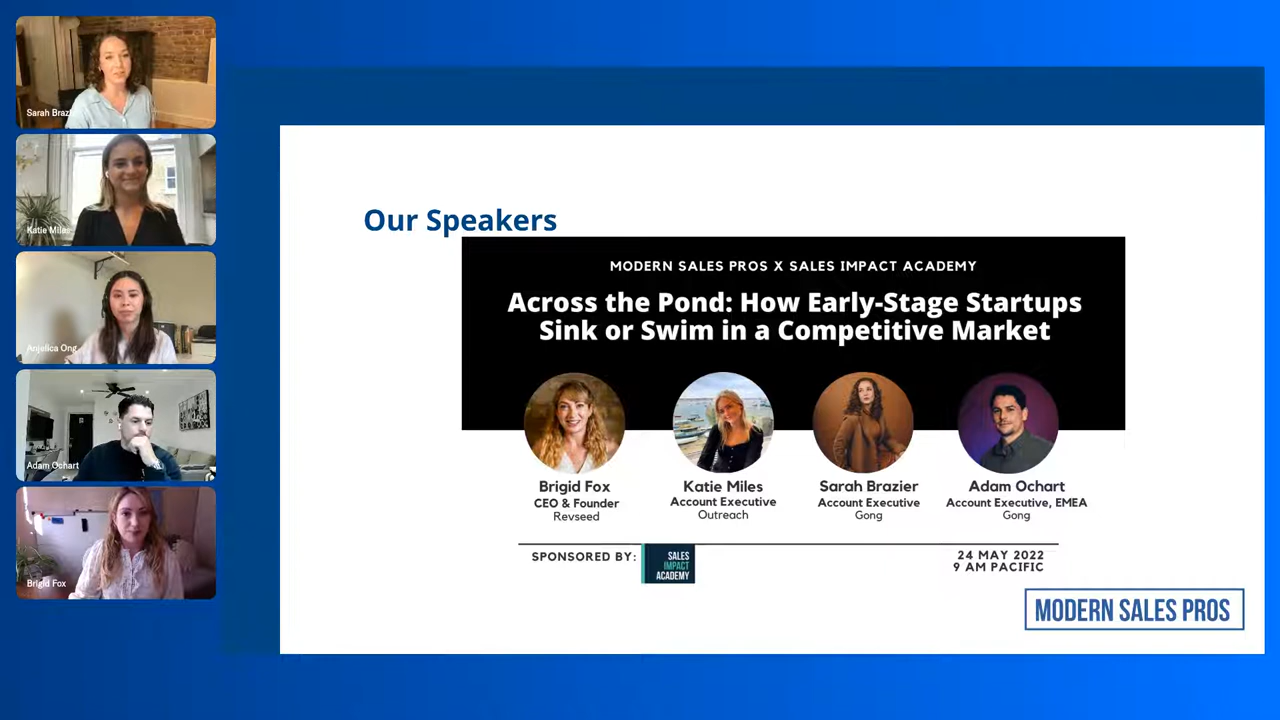 Sarah Braz
Katie Miles
Anjelica Ong
Adam Ochart
Brigid Fox
Our Speakers
MODERN SALES PROS X SALES IMPACT ACADEMY
Across the Pond: How Early-Stage Startups
Sink or Swim in a Competitive Market
Brigid Fox
CEO & Founder
Revseed
Katie Miles
Account Executive
Outreach
Sarah Brazier
Account Executive
Gong
Adam Ochart
Account Executive, EMEA
Gong
SPONSORED BY:
SALES
IMPACT
ACADEMY
24 MAY 2022
9 AM PACIFIC
MODERN SALES PROS